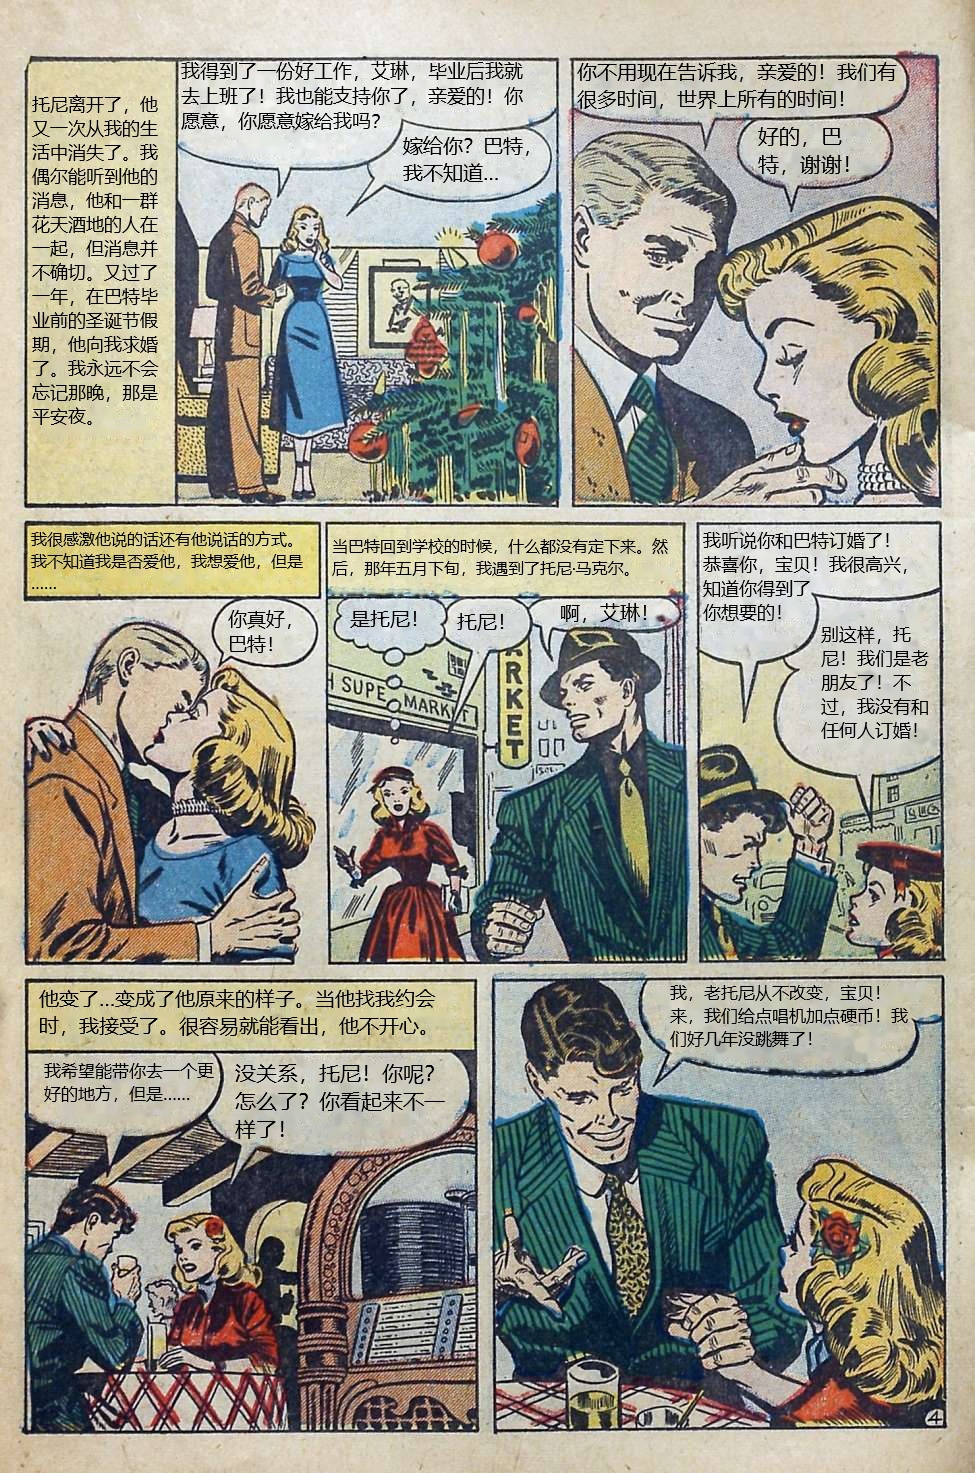 托尼离开了，他
又一次从我的生
活中消失了。我
偶尔能听到他的
消息，他和一群
花天酒地的人在
一起，但消息并
不确切。又过了
一年，在巴特毕
业前的圣诞节假
期，他向我求婚
了。我永远不会
忘记那晚，那是
平安夜。
我得到了一份好工作，艾琳，毕业后我就
去上班了！我也能支持你了，亲爱的！你
愿意，你愿意嫁给我吗？
嫁给你？巴特，
我不知道...
你不用现在告诉我，亲爱的！我们有
很多时间，世界上所有的时间！
好的，巴
特，谢谢！
我很感激他说的话还有他说话的方式。
我不知道我是否爱他，我想爱他，但是
......
你真好，
巴特！
当巴特回到学校的时候，什么都没有定下来。然
后，那年五月下旬，我遇到了托尼·马克尔。
是托尼！
托尼！
啊，艾琳！
H SUPE MARKET
ARKET
我听说你和巴特订婚了！
恭喜你，宝贝！我很高兴，
知道你得到了
你想要的！
别这样，托
尼！我们是老
朋友了！不
过，我没有和
任何人订婚！
他变了...变成了他原来的样子。当他找我约会
时，我接受了。很容易就能看出，他不开心。
我希望能带你去一个更
好的地方，但是......
没关系，托尼！你呢？
怎么了？你看起来不一
样了！
我，老托尼从不改变，宝贝！
来，我们给点唱机加点硬币！我
们好几年没跳舞了！
4